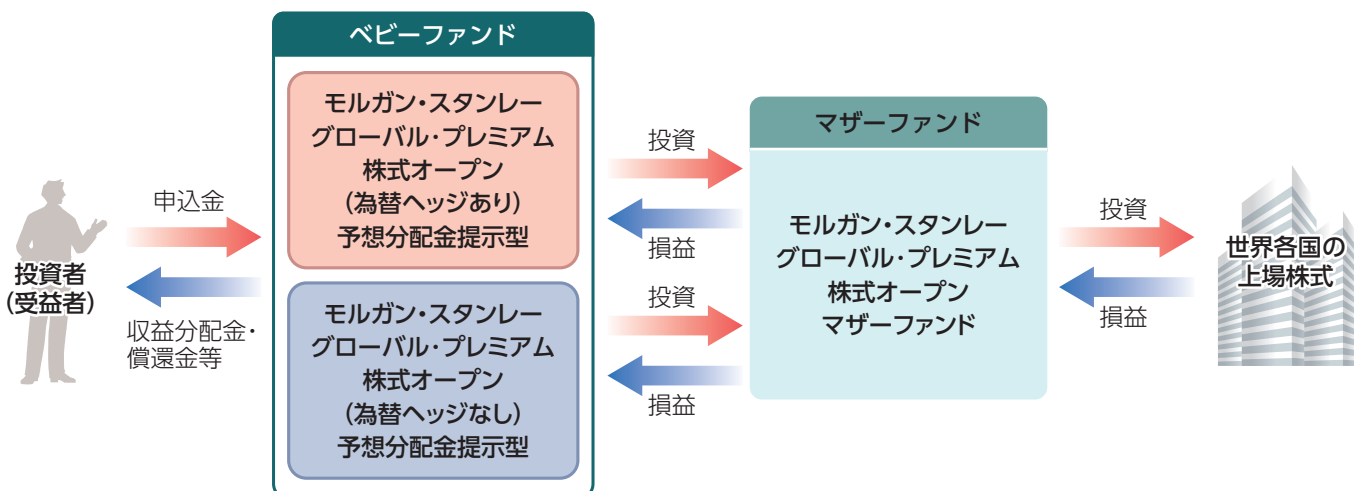 ベビーファンド
モルガン・スタンレー
グローバル・プレミアム
株式オープン
(為替ヘッジあり)
予想分配金提示型
モルガン・スタンレー
グローバル・プレミアム
株式オープン
(為替ヘッジなし)
予想分配金提示型
投資者
(受益者)
申込金
収益分配金・
償還金等
投資
損益
投資
損益
マザーファンド
モルガン・スタンレー
グローバル・プレミアム
株式オープン
マザーファンド
投資
損益
世界各国の
上場株式